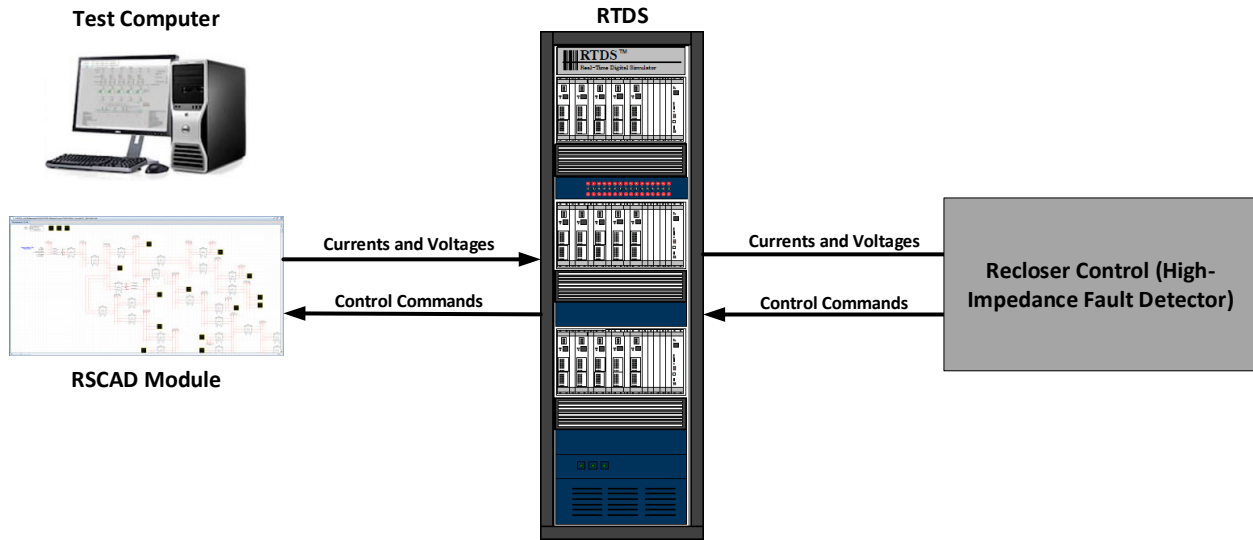 Test Computer
RTDS
RTDS™
Real-Time Digital Simulator
Currents and Voltages
Control Commands
Currents and Voltages
Control Commands
Recloser Control (High-
Impedance Fault Detector)
RSCAD Module